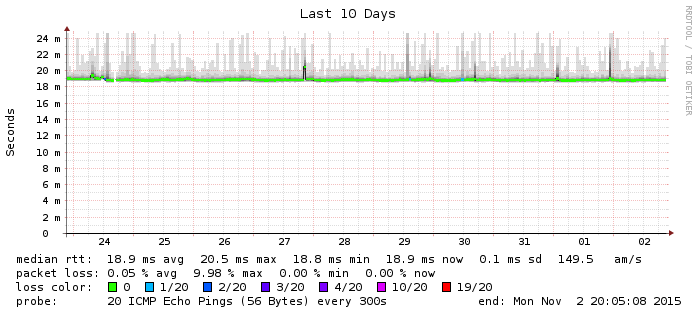 Last 10 Days
RRDTOOL / TOBI OETIKER
Seconds
24 m
22 m
20 m
18 m
16 m
14 m
12 m
10 m
8 m
6 m
4 m
2 m
0
24 25 26 27 28 29 30 31 01 02
median rtt: 18.9 ms avg 20.5 ms max 18.8 ms min 18.9 ms now 0.1 ms sd 149.5 am/s
packet loss: 0.05 % avg 9.98 % max 0.00 % min 0.00 % now
loss color: 0 1/20 2/20 3/20 4/20 10/20 19/20
probe: 20 ICMP Echo Pings (56 Bytes) every 300s end: Mon Nov 2 20:05:08 2015